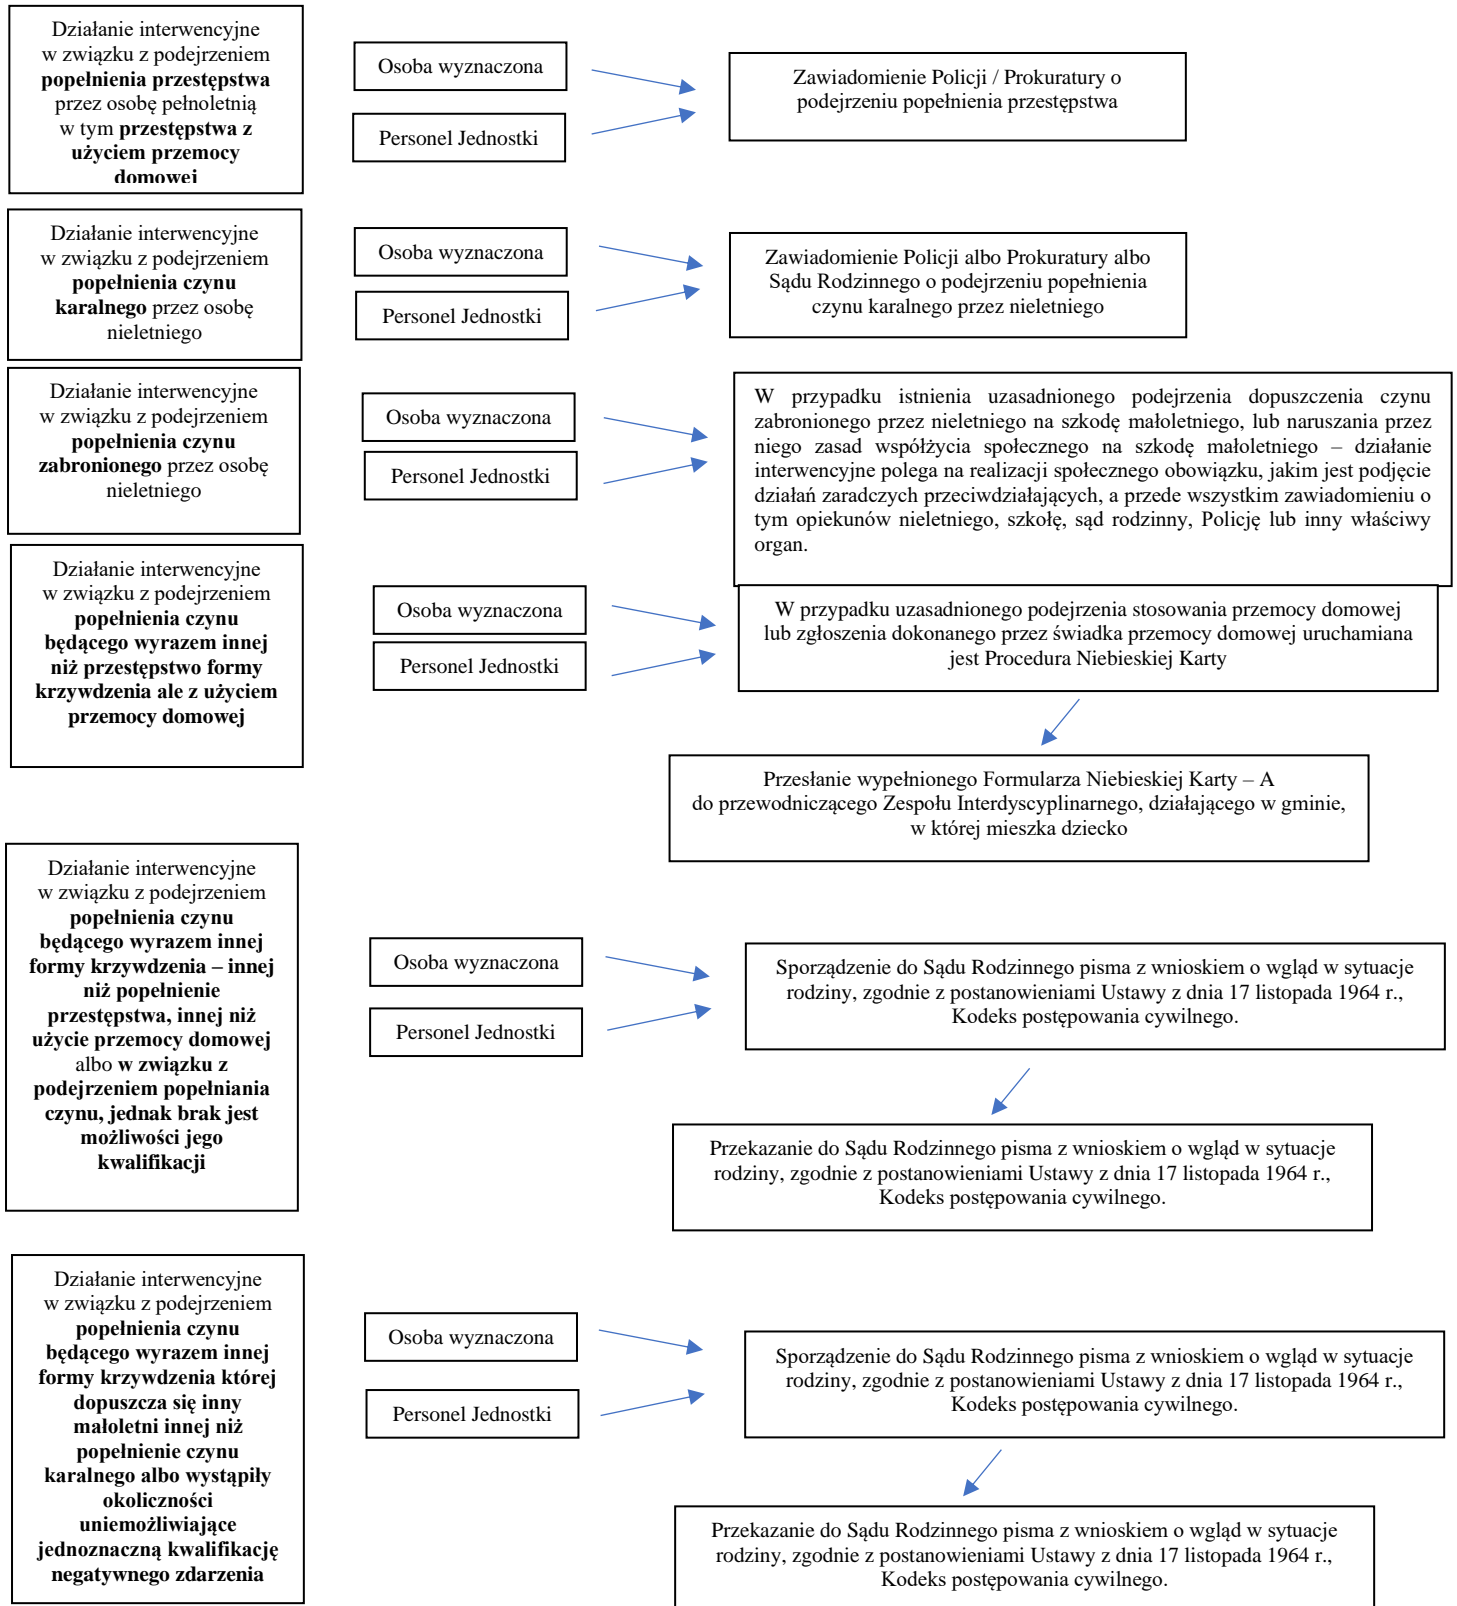 Działanie interwencyjne
w związku z podejrzeniem
popełnienia przestępstwa
przez osobę pełnoletnią
w tym przestępstwa z
użyciem przemocy
domowej
Osoba wyznaczona
Personel Jednostki
Zawiadomienie Policji / Prokuratury o
podejrzeniu popełnienia przestępstwa
Działanie interwencyjne
w związku z podejrzeniem
popełnienia czynu
karalnego przez osobę
nieletniego
Osoba wyznaczona
Personel Jednostki
Zawiadomienie Policji albo Prokuratury albo
Sądu Rodzinnego o podejrzeniu popełnienia
czynu karalnego przez nieletniego
Działanie interwencyjne
w związku z podejrzeniem
popełnienia czynu
zabronionego przez osobę
nieletniego
Osoba wyznaczona
Personel Jednostki
W przypadku istnienia uzasadnionego podejrzenia dopuszczenia czynu
zabronionego przez nieletniego na szkodę małoletniego, lub naruszania przez
niego zasad współżycia społecznego na szkodę małoletniego – działanie
interwencyjne polega na realizacji społecznego obowiązku, jakim jest podjęcie
działań zaradczych przeciwdziałających, a przede wszystkim zawiadomieniu o
tym opiekunów nieletniego, szkołę, sąd rodzinny, Policję lub inny właściwy
organ.
Działanie interwencyjne
w związku z podejrzeniem
popełnienia czynu
będącego wyrazem innej
niż przestępstwo formy
krzywdzenia ale z użyciem
przemocy domowej
Osoba wyznaczona
Personel Jednostki
W przypadku uzasadnionego podejrzenia stosowania przemocy domowej
lub zgłoszenia dokonanego przez świadka przemocy domowej uruchamiana
jest Procedura Niebieskiej Karty
Przesłanie wypełnionego Formularza Niebieskiej Karty – A
do przewodniczącego Zespołu Interdyscyplinarnego, działającego w gminie,
w której mieszka dziecko
Działanie interwencyjne
w związku z podejrzeniem
popełnienia czynu
będącego wyrazem innej
formy krzywdzenia – innej
niż popełnienie
przestępstwa, innej niż
użycie przemocy domowej
albo w związku z
podejrzeniem popełniania
czynu, jednak brak jest
możliwości jego
kwalifikacji
Osoba wyznaczona
Personel Jednostki
Sporządzenie do Sądu Rodzinnego pisma z wnioskiem o wgląd w sytuacje
rodziny, zgodnie z postanowieniami Ustawy z dnia 17 listopada 1964 r.,
Kodeks postępowania cywilnego.
Przekazanie do Sądu Rodzinnego pisma z wnioskiem o wgląd w sytuacje
rodziny, zgodnie z postanowieniami Ustawy z dnia 17 listopada 1964 r.,
Kodeks postępowania cywilnego.
Działanie interwencyjne
w związku z podejrzeniem
popełnienia czynu
będącego wyrazem innej
formy krzywdzenia której
dopuszcza się inny
małoletni innej niż
popełnienie czynu
karalnego albo wystąpiły
okoliczności
uniemożliwiające
jednoznaczną kwalifikację
negatywnego zdarzenia
Osoba wyznaczona
Personel Jednostki
Sporządzenie do Sądu Rodzinnego pisma z wnioskiem o wgląd w sytuacje
rodziny, zgodnie z postanowieniami Ustawy z dnia 17 listopada 1964 r.,
Kodeks postępowania cywilnego.
Przekazanie do Sądu Rodzinnego pisma z wnioskiem o wgląd w sytuacje
rodziny, zgodnie z postanowieniami Ustawy z dnia 17 listopada 1964 r.,
Kodeks postępowania cywilnego.